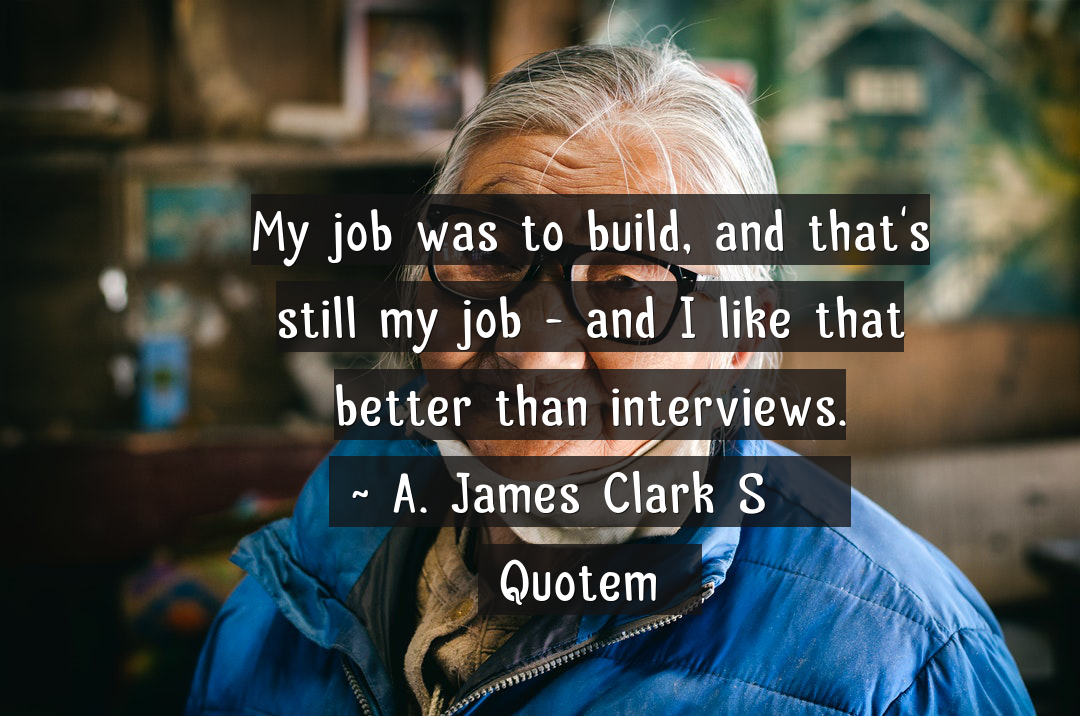 My job was to build, and that's
still my job - and I like that
better than interviews.
~ A. James Clark S
Quotem